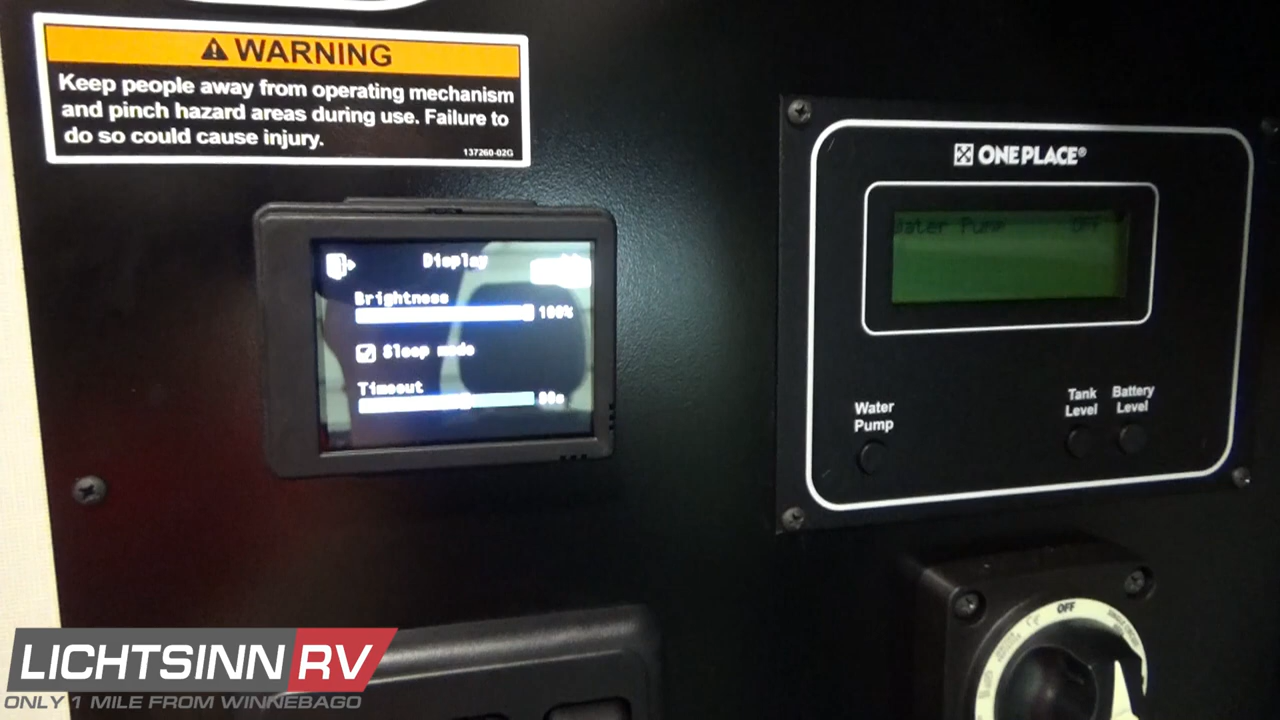 WARNING
Keep people away from operating mechanism
and pinch hazard areas during use. Failure to
do so could cause injury.
137260-02G
ONEPLACE®
Water Pump OFF
Display
Brightness
100%
Sleep mode
Timeout
Water
Pump
Tank
Level
Battery
Level
OFF
LICHTSINN RV
ONLY 1 MILE FROM WINNEBAGO